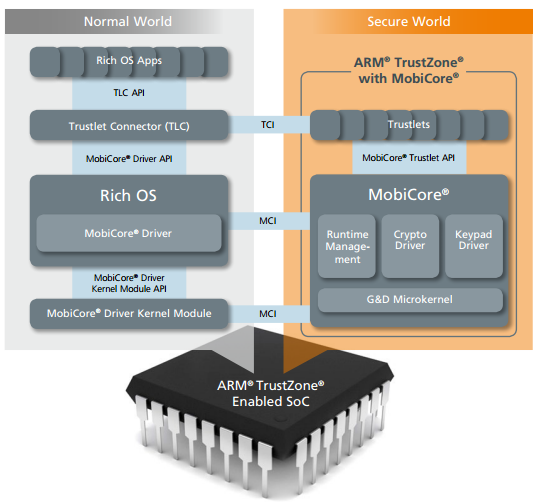 Normal World
Secure World
Rich OS Apps
ARM® TrustZone®
with MobiCore®
TLC API
Trustlet Connector (TLC)
TCI
Trustlets
MobiCore® Driver API
MobiCore® Trustlet API
Rich OS
MobiCore®
MobiCore® Driver
MCI
Runtime
Manage-
ment
Crypto
Driver
Keypad
Driver
MobiCore® Driver
Kernel Module API
G&D Microkernel
MobiCore® Driver Kernel Module
MCI
ARM® TrustZone®
Enabled SoC